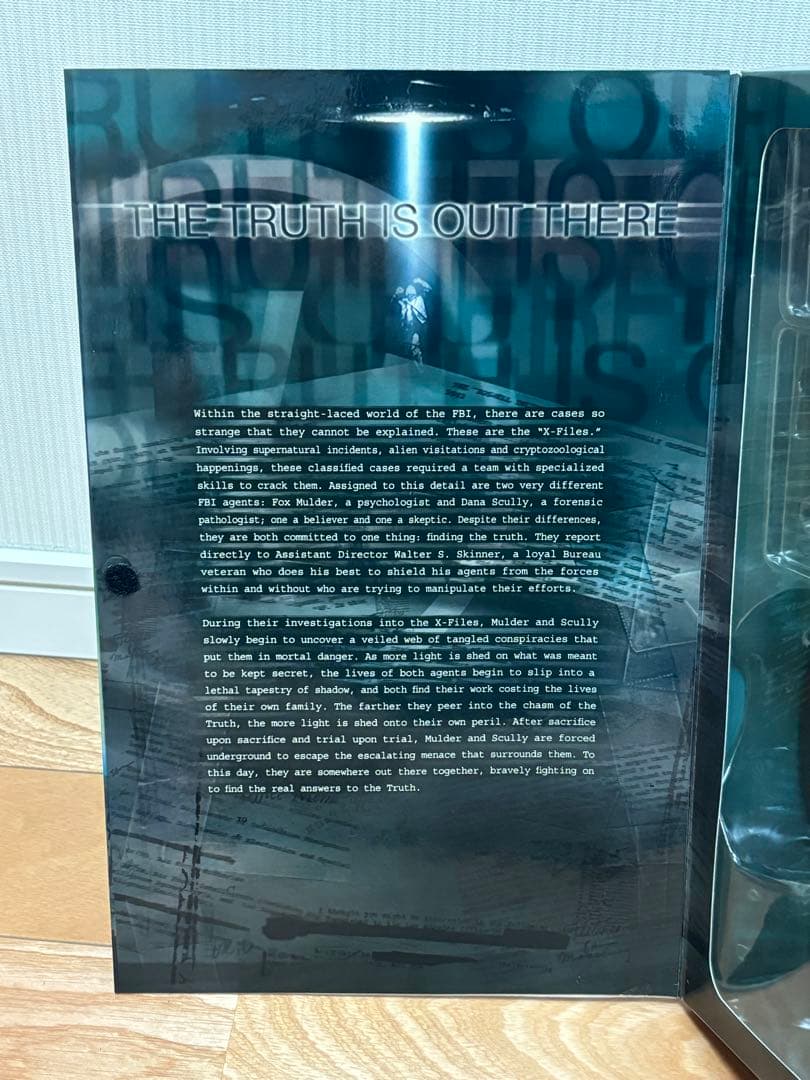 THE TRUTH IS OUT THERE
Within the straight-laced world of the FBI, there are cases so
strange that they cannot be explained. These are the "X-Files."
Involving supernatural incidents, alien visitations and cryptozoological
happenings, these classified cases required a team with specialized
skills to crack them. Assigned to this detail are two very different
FBI agents: Fox Mulder, a psychologist and Dana Scully, a forensic
pathologist; one a believer and one a skeptic. Despite their differences,
they are both committed to one thing: finding the truth. They report
directly to Assistant Director Walter S. Skinner, a loyal Bureau
veteran who does his best to shield his agents from the forces
within and without who are trying to manipulate their efforts.
During their investigations into the X-Files, Mulder and Scully
slowly begin to uncover a veiled web of tangled conspiracies that
put them in mortal danger. As more light is shed on what was meant
to be kept secret, the lives of both agents begin to slip into a
lethal tapestry of shadow, and both find their work costing the lives
of their own family. The farther they peer into the chasm of the
Truth, the more light is shed onto their own peril. After sacrifice
upon sacrifice and trial upon trial, Mulder and Scully are forced
underground to escape the escalating menace that surrounds them. To
this day, they are somewhere out there together, bravely fighting on
to find the real answers to the Truth.